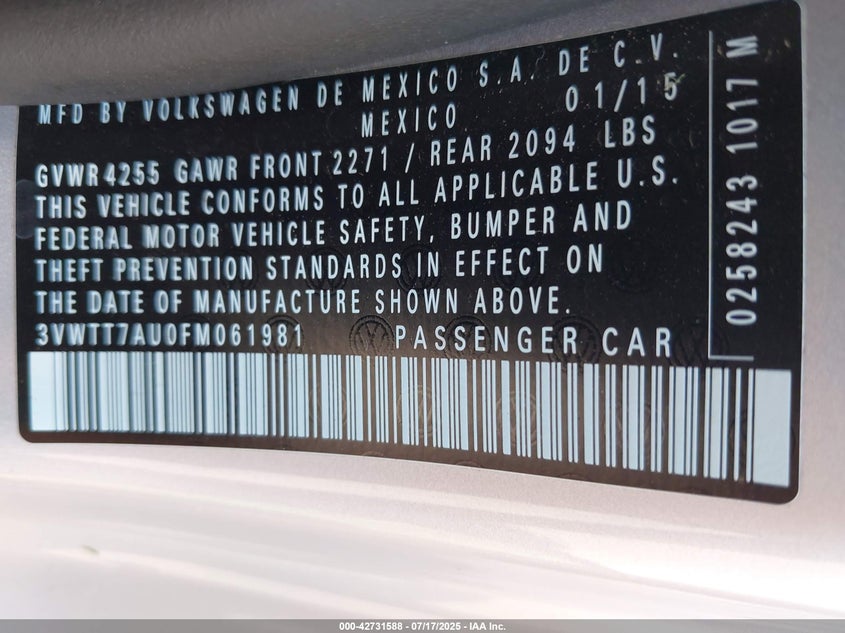 MFD BY VOLKSWAGEN DE MEXICO S.A. DE C.V.
MEXICO 01/15
GVWR 4255 GAWR FRONT 2271 / REAR 2094 LBS
THIS VEHICLE CONFORMS TO ALL APPLICABLE U.S.
FEDERAL MOTOR VEHICLE SAFETY, BUMPER AND
THEFT PREVENTION STANDARDS IN EFFECT ON
THE DATE OF MANUFACTURE SHOWN ABOVE.
3VWTT7AU0FM061981 PASSENGER CAR
0258243 1017 M
000-42731588 - 07/17/2025 - IAA Inc.